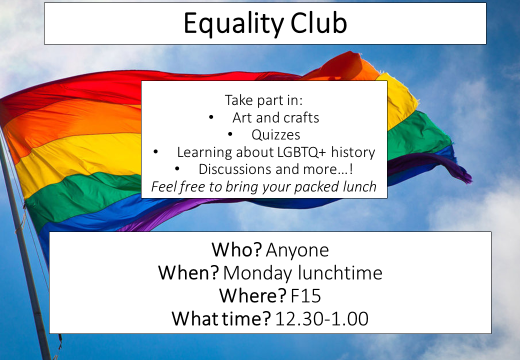 Equality Club
Take part in:
• Art and crafts
• Quizzes
• Learning about LGBTQ+ history
• Discussions and more…!
Feel free to bring your packed lunch
Who? Anyone
When? Monday lunchtime
Where? F15
What time? 12.30-1.00